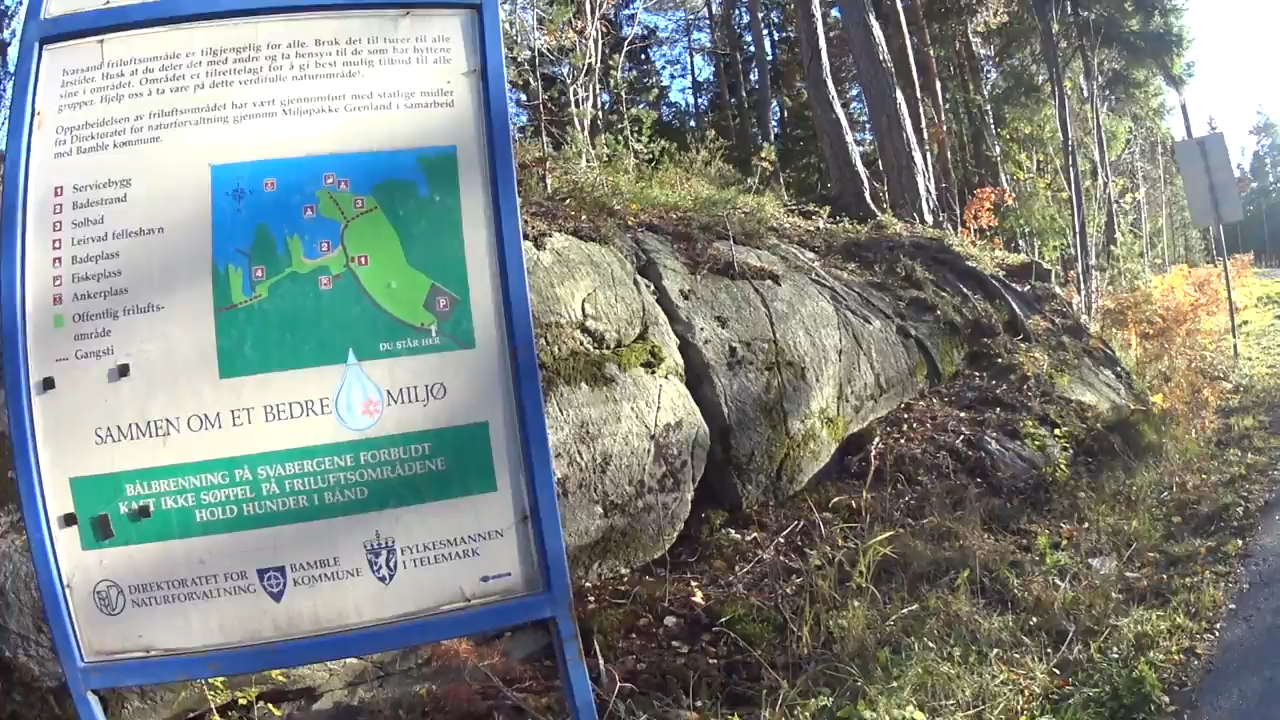 Ivarsand friluftsområde er tilgjengelig for alle. Bruk det til turer til alle
årstider. Husk at du deler det med andre og ta hensyn til de som har hyttene
sine i området. Området er tilrettelagt for å gi best mulig tilbud til alle
grupper. Hjelp oss å ta vare på dette verdifulle naturområde!.
Opparbeidelsen av friluftsområdet har vært gjennomført med statlige midler
fra Direktoratet for naturforvaltning gjennom Miljøpakke Grenland i samarbeid
med Bamble kommune.
1 Servicebygg
2 Badestrand
3 Solbad
4 Leirvad felleshavn
Badeplass
Fiskeplass
Ankerplass
Offentlig frilufts-
område
.... Gangsti
3
2
1
4
P
DU STÅR HER
SAMMEN OM ET BEDRE MILJØ
BÅLBRENNING PÅ SVABERGENE FORBUDT
KAST IKKE SØPPEL PÅ FRILUFTSOMRÅDENE
HOLD HUNDER I BÅND
DIREKTORATET FOR
NATURFORVALTNING
BAMBLE
KOMMUNE
FYLKESMANNEN
I TELEMARK